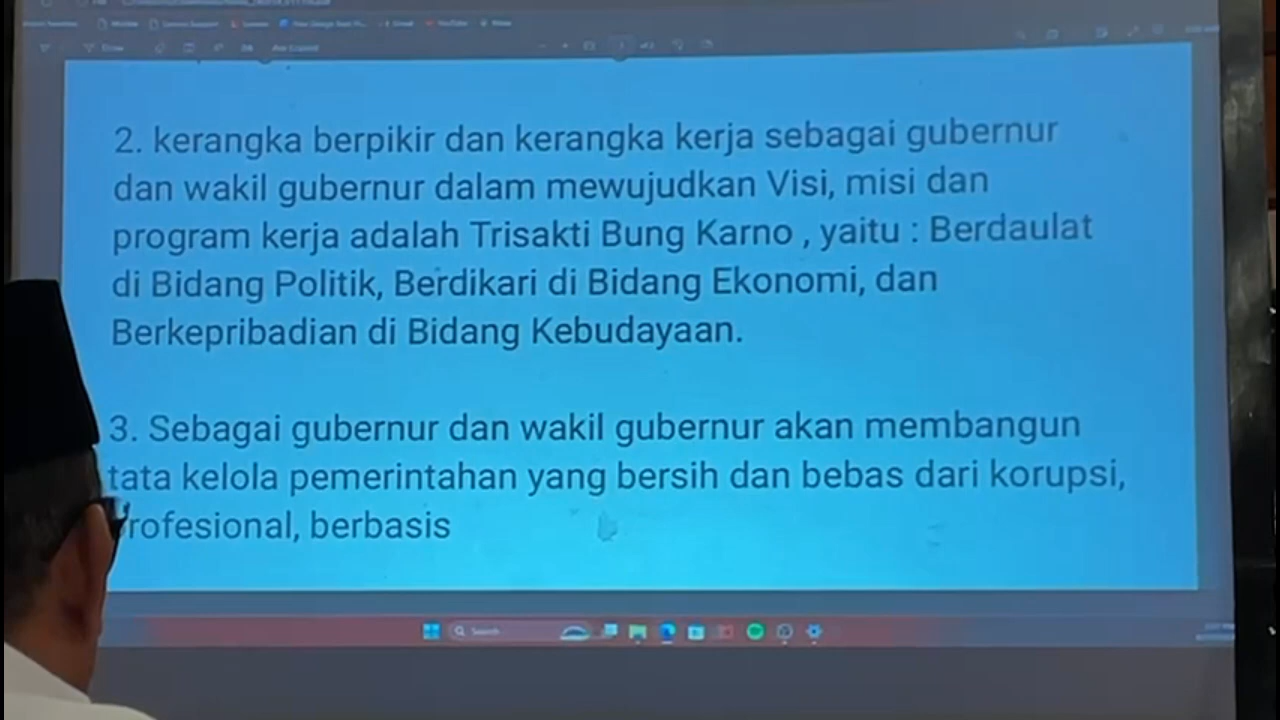 2. kerangka berpikir dan kerangka kerja sebagai gubernur
dan wakil gubernur dalam mewujudkan Visi, misi dan
program kerja adalah Trisakti Bung Karno , yaitu : Berdaulat
di Bidang Politik, Berdikari di Bidang Ekonomi, dan
Berkepribadian di Bidang Kebudayaan.
3. Sebagai gubernur dan wakil gubernur akan membangun
tata kelola pemerintahan yang bersih dan bebas dari korupsi,
profesional, berbasis
Search